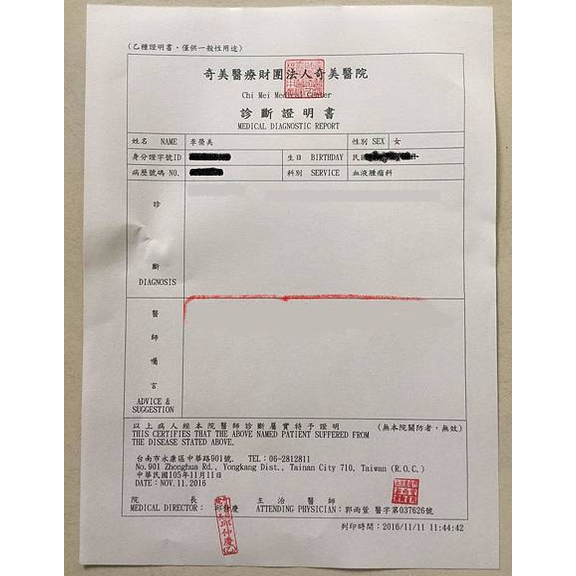 (乙種證明書，僅供一般性用途)
奇美醫療財團法人奇美醫院
Chi Mei Medical Center
診斷證明書
MEDICAL DIAGNOSTIC REPORT
姓名 NAME 李瑩美 性別 SEX 女
身分證字號ID 生日 BIRTHDAY 民國
病歷號碼 NO. 科別 SERVICE 血液腫瘤科
診
斷
DIAGNOSIS
醫
師
囑
言
ADVICE &
SUGGESTION
以上病人經本院醫師診斷屬實特予證明 (無本院關防者，無效)
THIS CERTIFIES THAT THE ABOVE NAMED PATIENT SUFFERED FROM
THE DISEASE STATED ABOVE.
台南市永康區中華路901號. TEL：06-2812811
No. 901 Zhonghua Rd., Yongkang Dist., Tainan City 710, Taiwan (R.O.C.)
中華民國105年11月11日
DATE：NOV.11.2016
院長 主治醫師
MEDICAL DIRECTOR： 邱仲慶 ATTENDING PHYSICIAN：郭雨萱 醫字第037626號
列印時間：2016/11/11 11:44:42